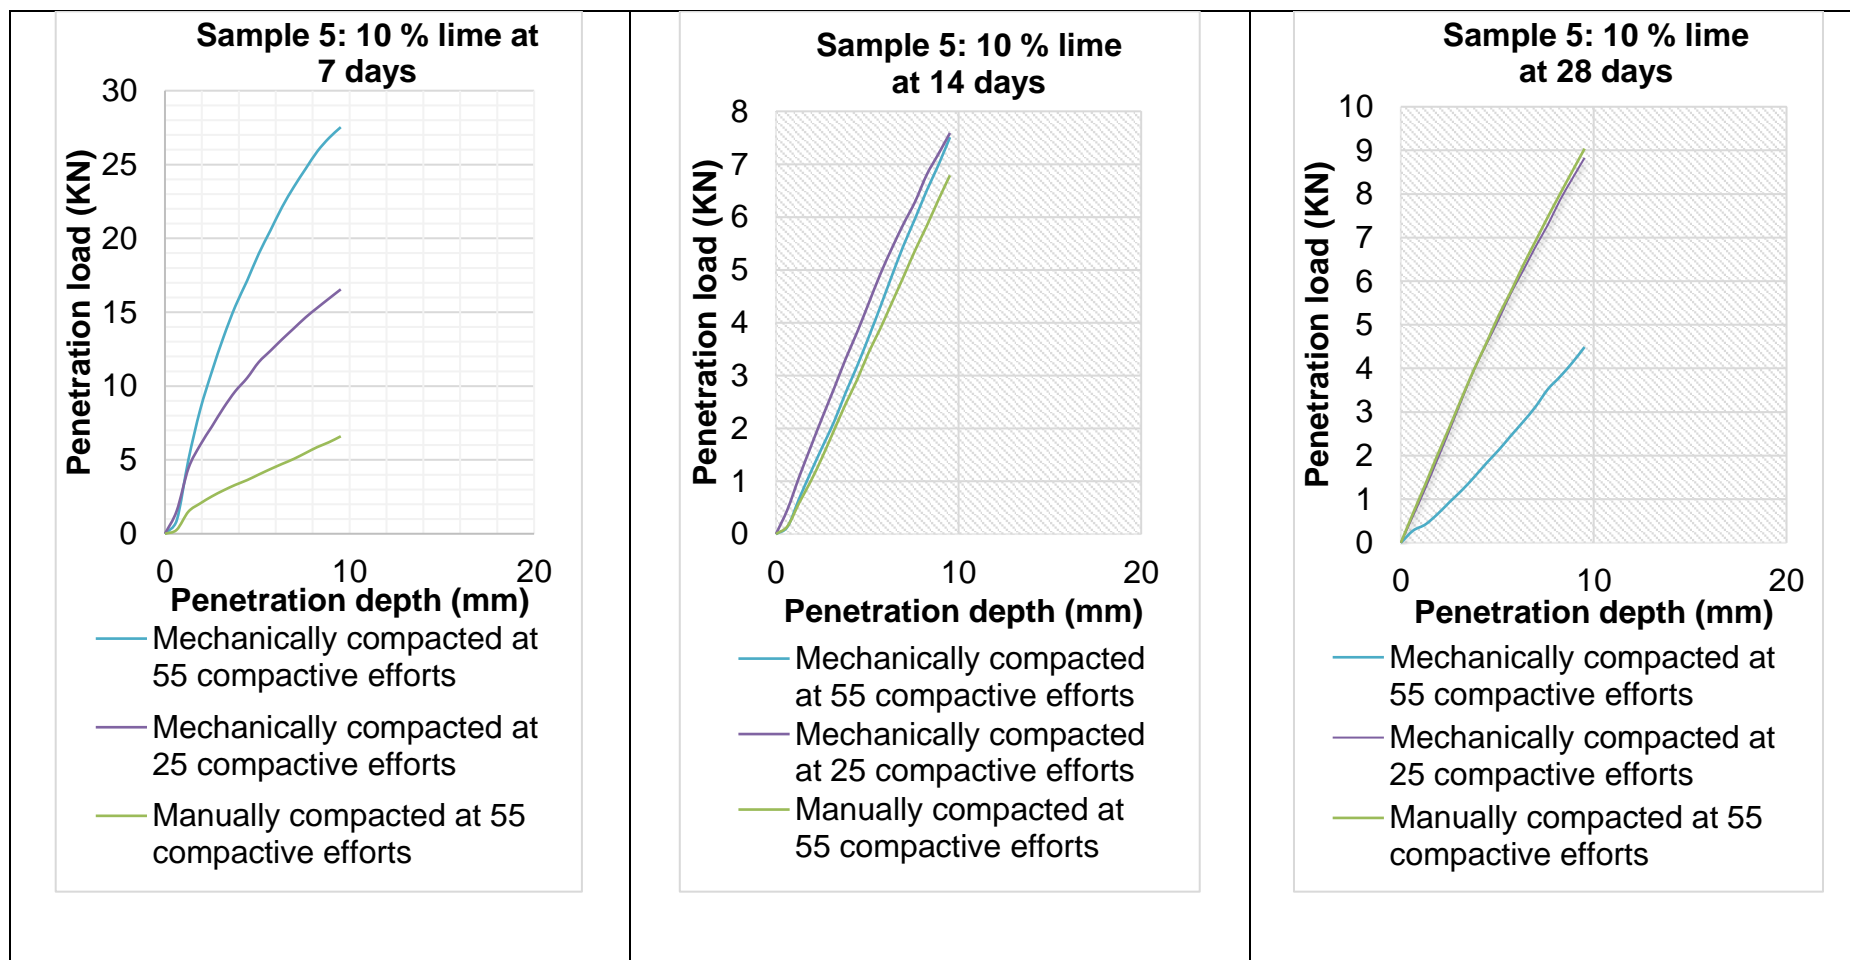 Sample 5: 10 % lime at
7 days
30
25
20
15
10
5
0
Penetration load (KN)
0 10 20
Penetration depth (mm)
Mechanically compacted at
55 compactive efforts
Mechanically compacted at
25 compactive efforts
Manually compacted at 55
compactive efforts
Sample 5: 10 % lime
at 14 days
8
7
6
5
4
3
2
1
0
Penetration load (KN)
0 10 20
Penetration depth (mm)
Mechanically compacted
at 55 compactive efforts
Mechanically compacted
at 25 compactive efforts
Manually compacted at
55 compactive efforts
Sample 5: 10 % lime
at 28 days
10
9
8
7
6
5
4
3
2
1
0
Penetration load (KN)
0 10 20
Penetration depth (mm)
Mechanically compacted at
55 compactive efforts
Mechanically compacted at
25 compactive efforts
Manually compacted at 55
compactive efforts